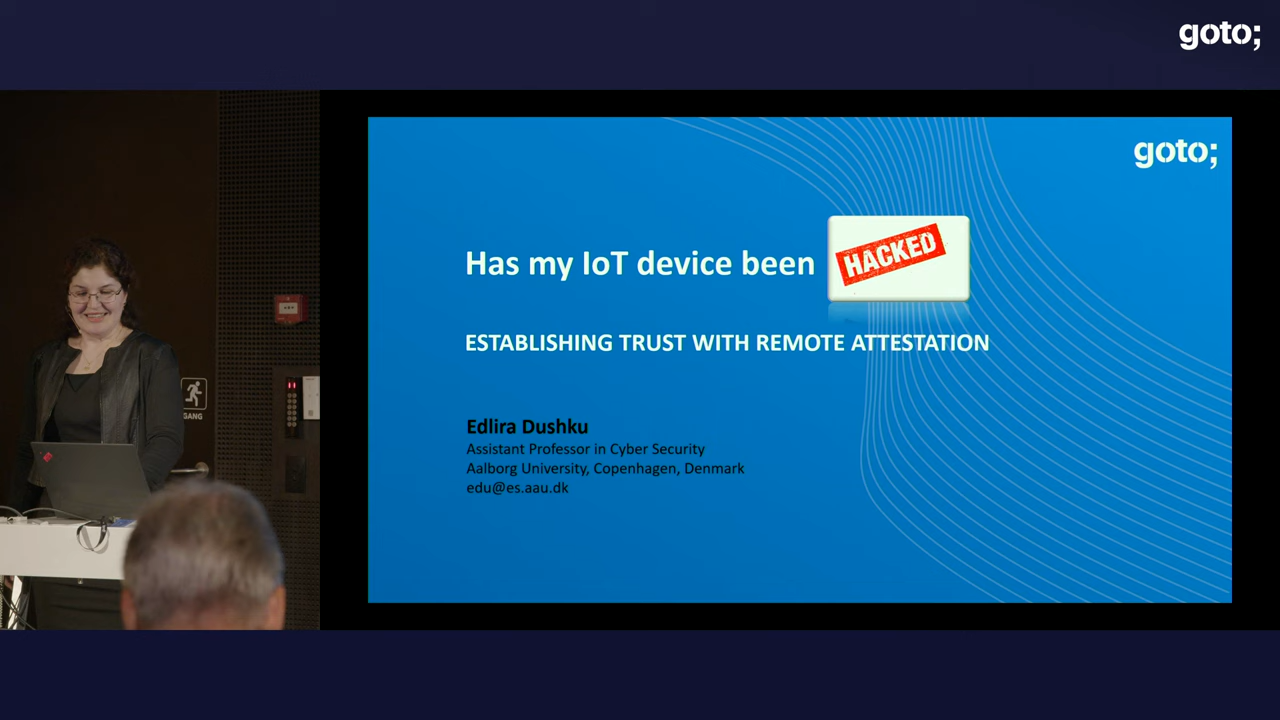 goto;
goto;
Has my IoT device been HACKED
ESTABLISHING TRUST WITH REMOTE ATTESTATION
Edlira Dushku
Assistant Professor in Cyber Security
Aalborg University, Copenhagen, Denmark
edu@es.aau.dk
GANG